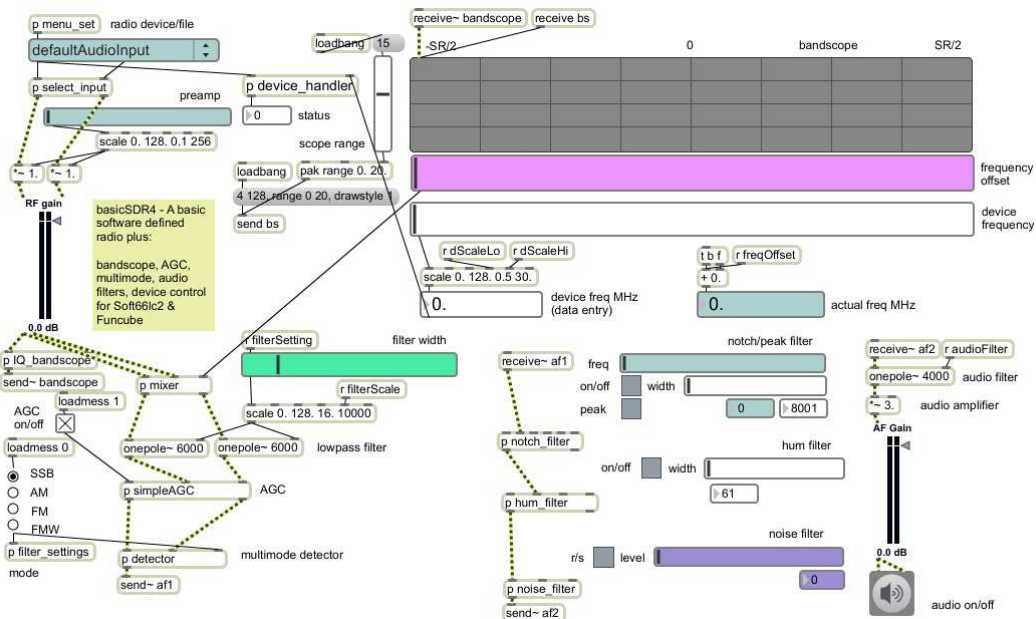 p menu_set
radio device/file
defaultAudioInput
p select_input
p device_handler
preamp
0
status
scale 0. 128. 0.1 256
scope range
*~ 1.
*~ 1.
RF gain
0.0 dB
basicSDR4 - A basic
software defined
radio plus:
bandscope, AGC,
multimode, audio
filters, device control
for Soft66lc2 &
Funcube
loadbang
15
loadbang
pak range 0. 20.
4 128, range 0 20, drawstyle 1
send bs
receive~ bandscope
receive bs
-SR/2
0
bandscope
SR/2
frequency
offset
device
frequency
r dScaleLo
r dScaleHi
scale 0. 128. 0.5 30.
0.
device freq MHz
(data entry)
t b f
r freqOffset
+ 0.
0.
actual freq MHz
p IQ_bandscope
send~ bandscope
p mixer
r filterSetting
filter width
r filterScale
scale 0. 128. 16. 10000
loadmess 1
AGC
on/off
loadmess 0
onepole~ 6000
onepole~ 6000
lowpass filter
SSB
AM
FM
FMW
p simpleAGC
AGC
p filter_settings
mode
p detector
multimode detector
send~ af1
receive~ af1
notch/peak filter
freq
on/off
width
peak
0
8001
p notch_filter
hum filter
on/off
width
61
p hum_filter
noise filter
r/s
level
0
p noise_filter
send~ af2
receive~ af2
r audioFilter
onepole~ 4000
audio filter
*~ 3.
audio amplifier
AF Gain
0.0 dB
audio on/off